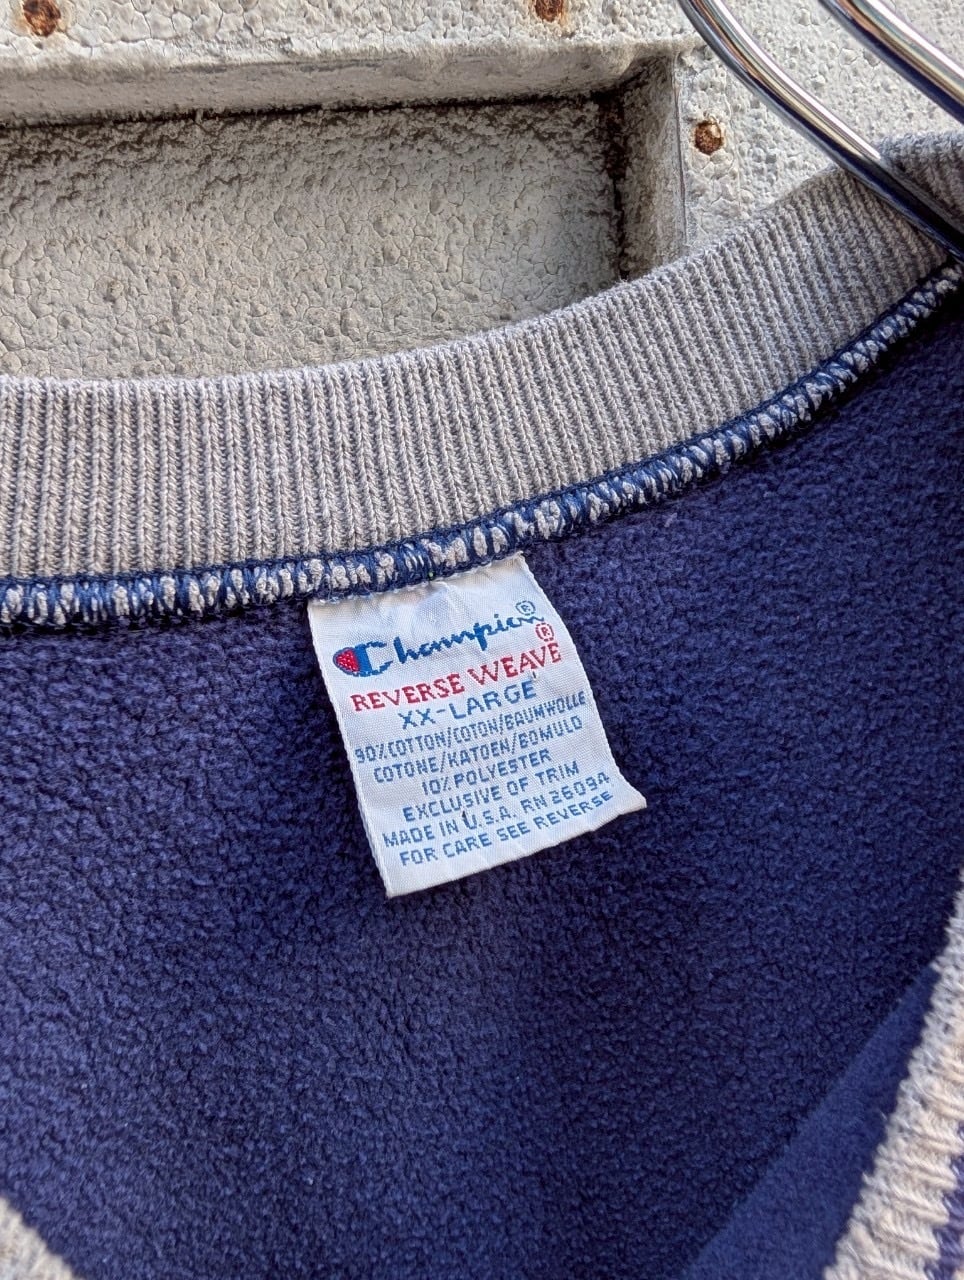 Champion®
REVERSE WEAVE®
XX-LARGE
90%COTTON/COTON/BAUMWOLLE
COTONE/KATOEN/BOMULD
10%POLYESTER
EXCLUSIVE OF TRIM
MADE IN U.S.A. RN 26094
FOR CARE SEE REVERSE